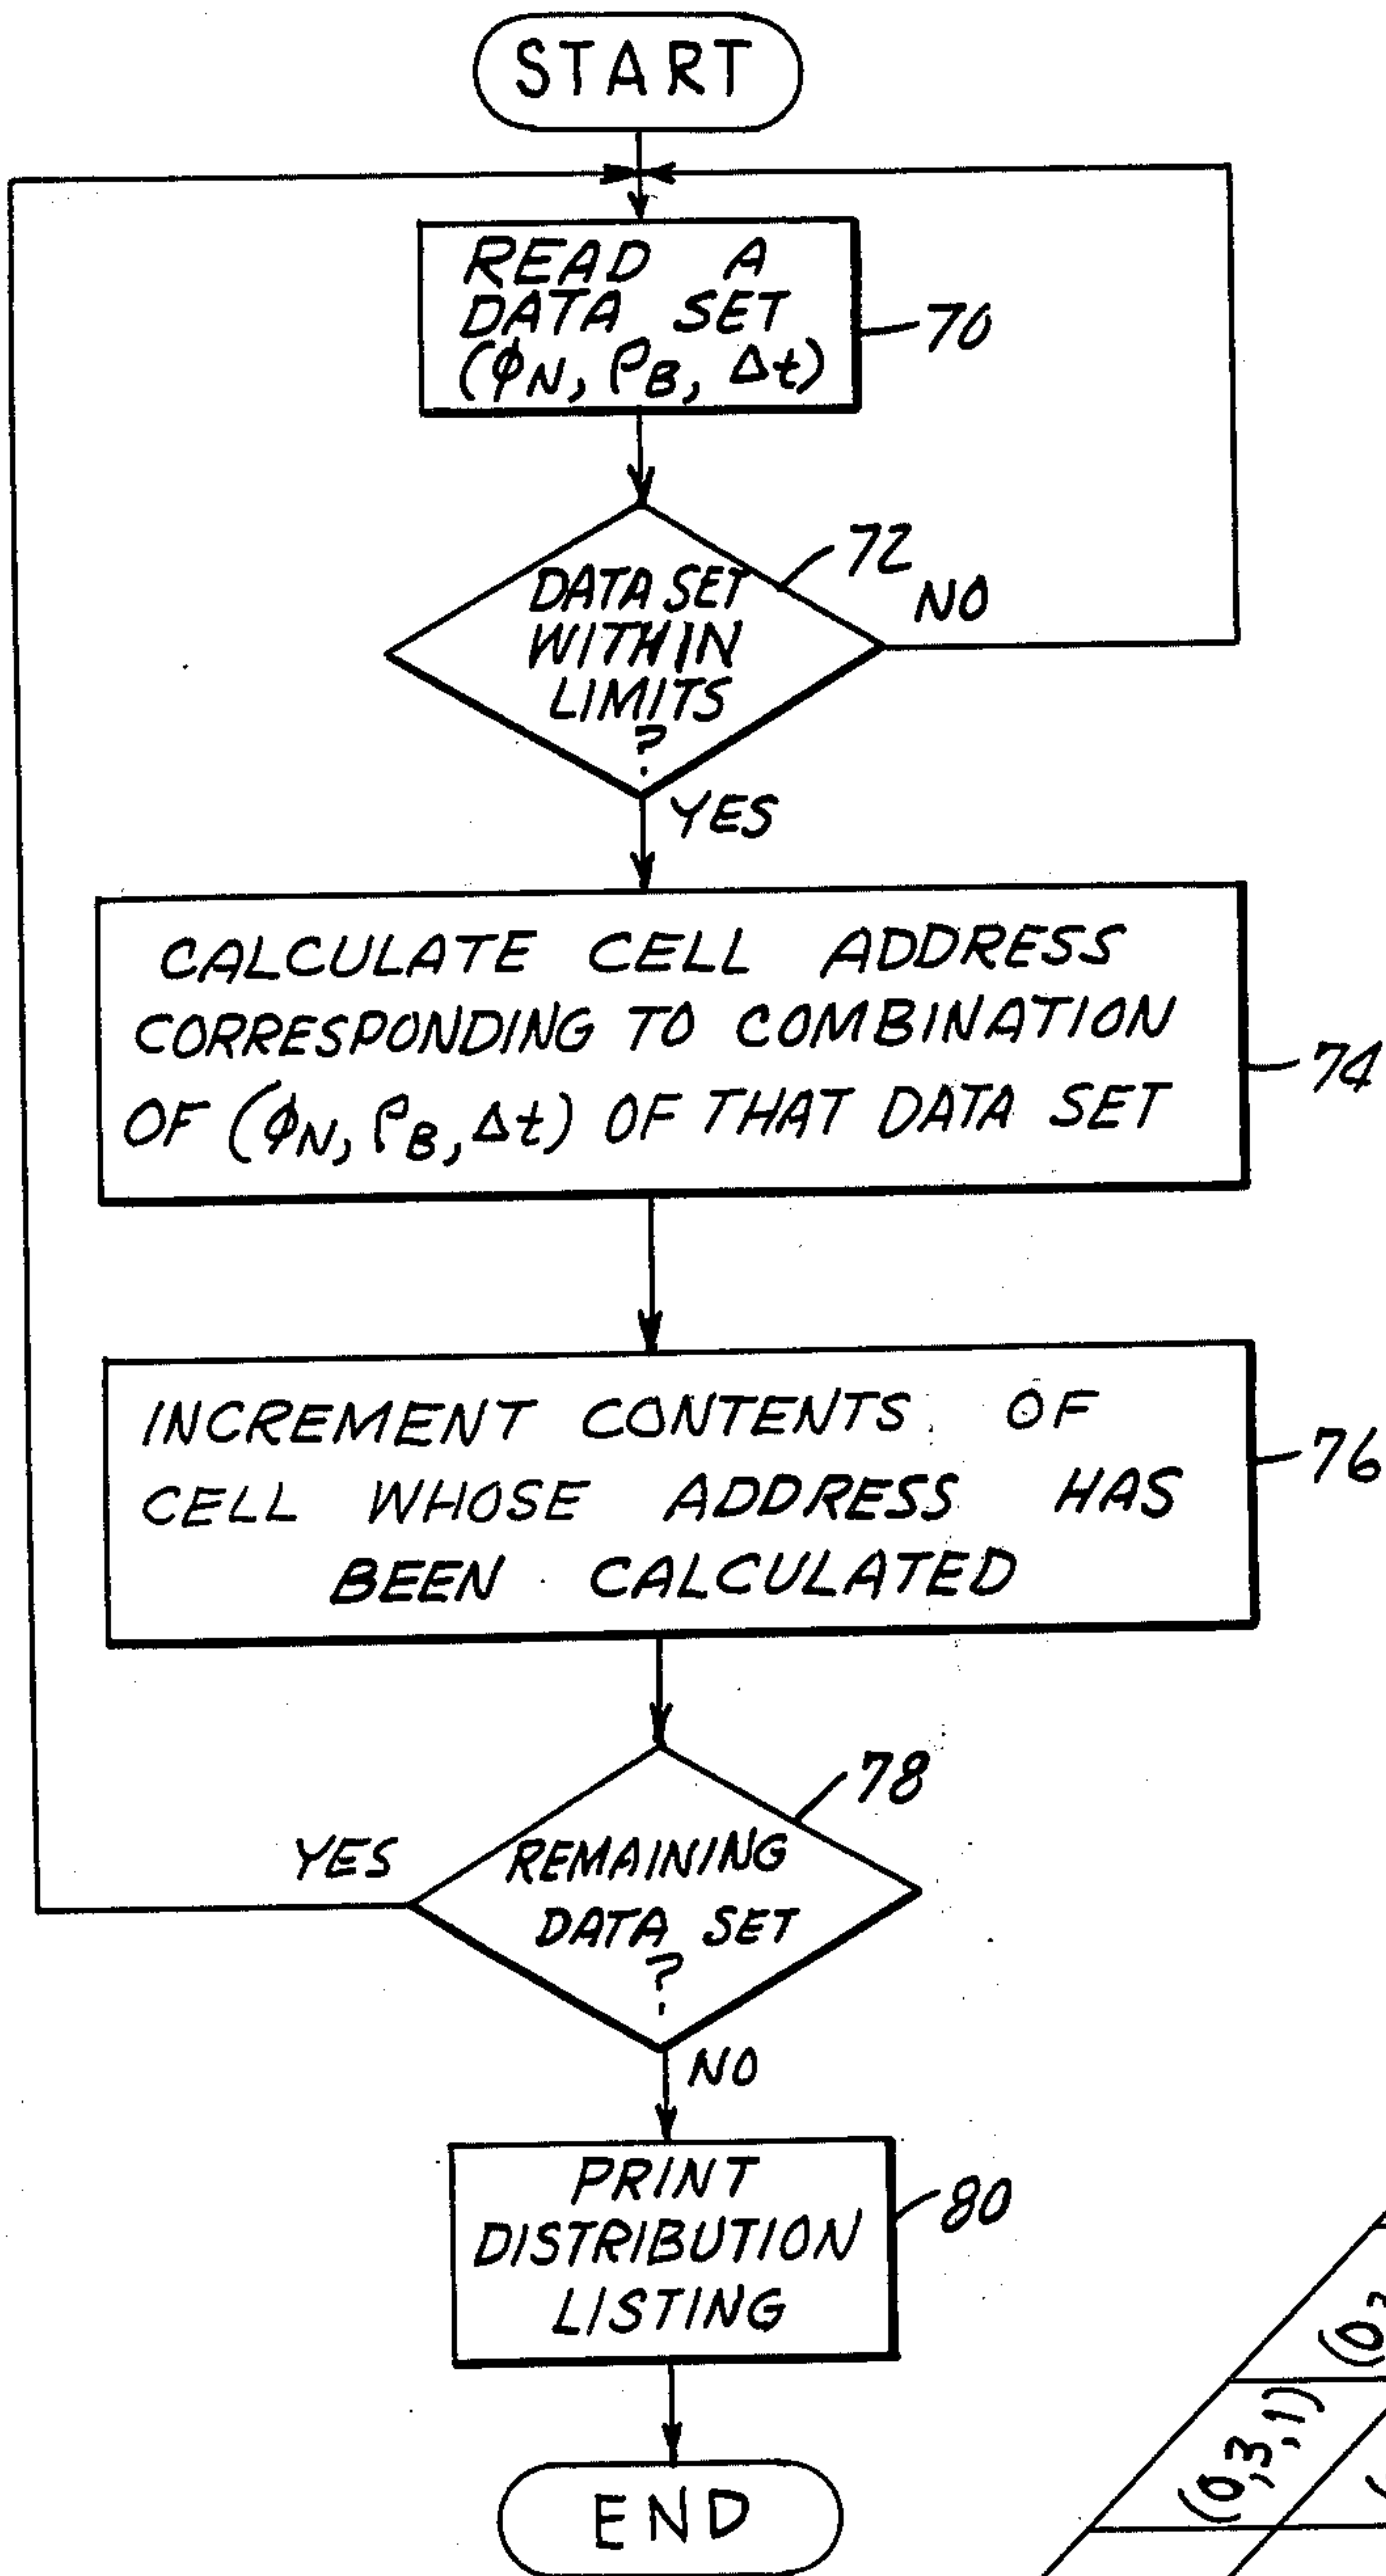 START
READ A
DATA SET
(ϕN, ρB, Δt)
70
72
DATA SET
WITHIN
LIMITS
?
NO
YES
CALCULATE CELL ADDRESS
CORRESPONDING TO COMBINATION
OF (ϕN, ρB, Δt) OF THAT DATA SET
74
INCREMENT CONTENTS OF
CELL WHOSE ADDRESS HAS
BEEN CALCULATED
76
78
YES
REMAINING
DATA SET
?
NO
PRINT
DISTRIBUTION
LISTING
80
(0,3,1)
END